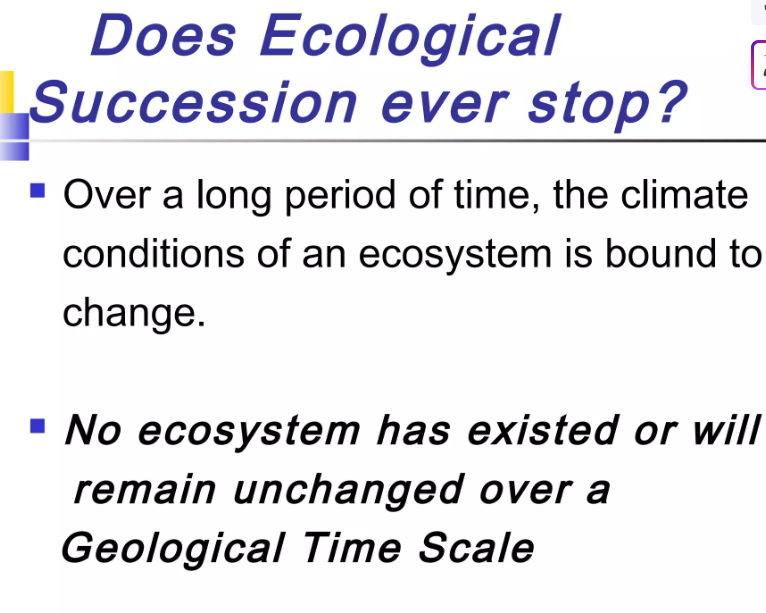 Does Ecological
Succession ever stop?
Over a long period of time, the climate
conditions of an ecosystem is bound to
change.
No ecosystem has existed or will
remain unchanged over a
Geological Time Scale